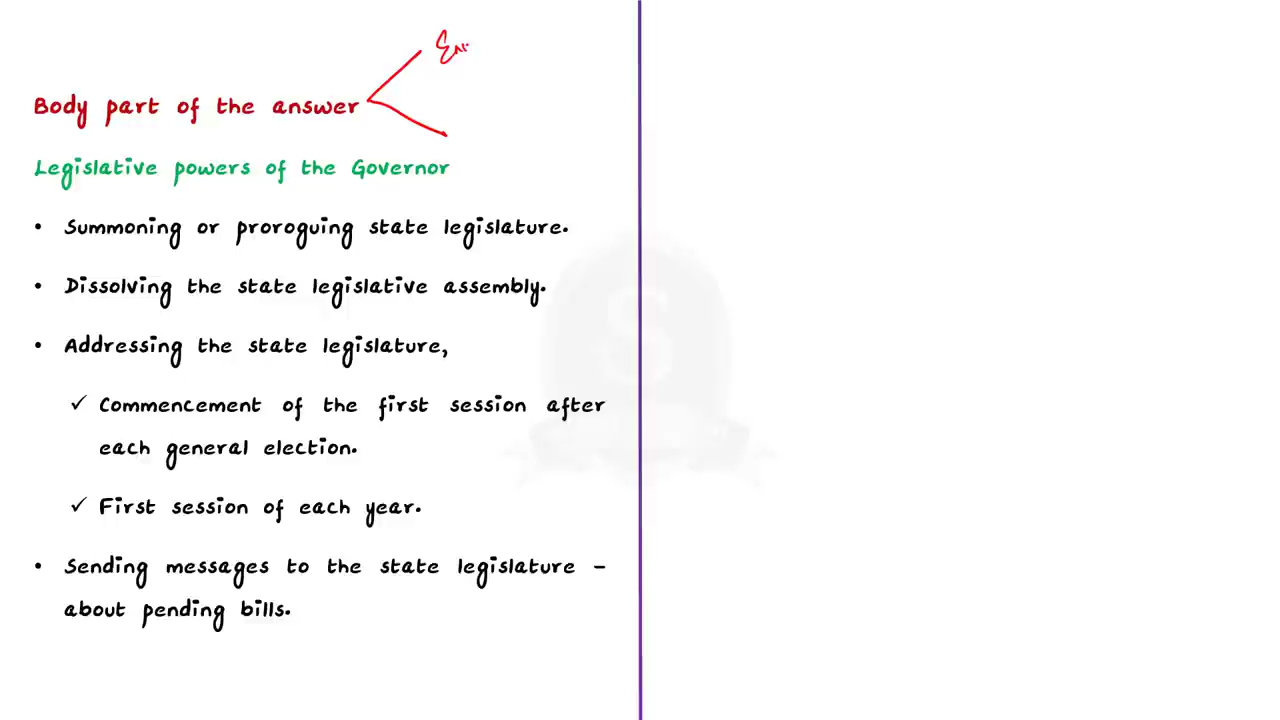 Body part of the answer
Legislative powers of the Governor
• Summoning or proroguing state legislature.
• Dissolving the state legislative assembly.
• Addressing the state legislature,
✓ Commencement of the first session after
each general election.
✓ First session of each year.
• Sending messages to the state legislature –
about pending bills.